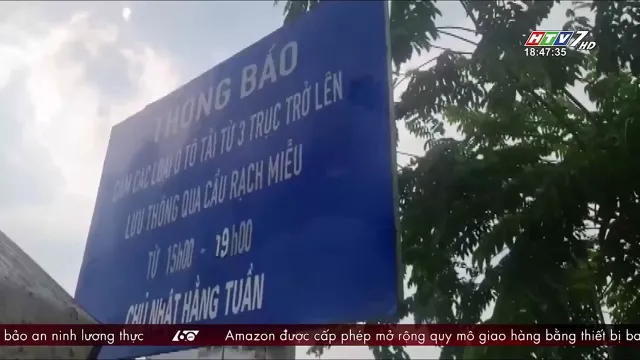 HTV7 HD
18:47:35
THÔNG BÁO
CẤM CÁC LOẠI Ô TÔ TẢI TỪ 3 TRỤC TRỞ LÊN
LƯU THÔNG QUA CẦU RẠCH MIỄU
TỪ 15h00 - 19h00
CHỦ NHẬT HẰNG TUẦN
bảo an ninh lương thực
60
Amazon được cấp phép mở rộng quy mô giao hàng bằng thiết bị ba